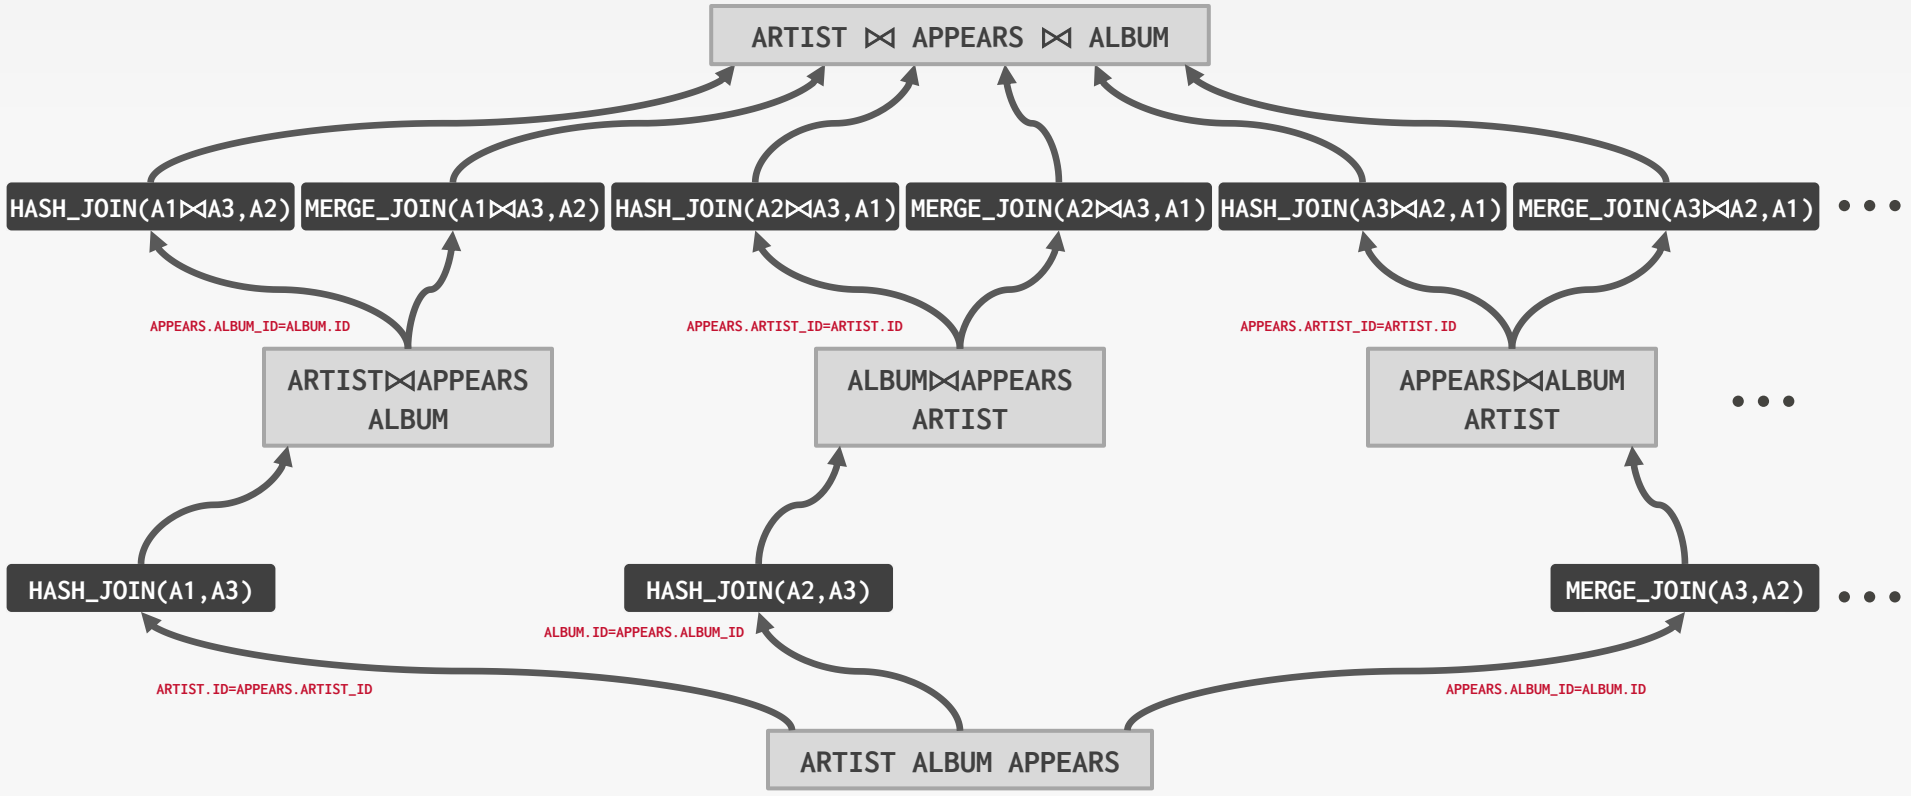 ARTIST ⋈ APPEARS ⋈ ALBUM
HASH_JOIN(A1⋈A3,A2)
MERGE_JOIN(A1⋈A3,A2)
HASH_JOIN(A2⋈A3,A1)
MERGE_JOIN(A2⋈A3,A1)
HASH_JOIN(A3⋈A2,A1)
MERGE_JOIN(A3⋈A2,A1)
•••
APPEARS.ALBUM_ID=ALBUM.ID
APPEARS.ARTIST_ID=ARTIST.ID
APPEARS.ARTIST_ID=ARTIST.ID
ARTIST⋈APPEARS
ALBUM
ALBUM⋈APPEARS
ARTIST
APPEARS⋈ALBUM
ARTIST
•••
HASH_JOIN(A1,A3)
HASH_JOIN(A2,A3)
MERGE_JOIN(A3,A2)
•••
ALBUM.ID=APPEARS.ALBUM_ID
ARTIST.ID=APPEARS.ARTIST_ID
APPEARS.ALBUM_ID=ALBUM.ID
ARTIST ALBUM APPEARS